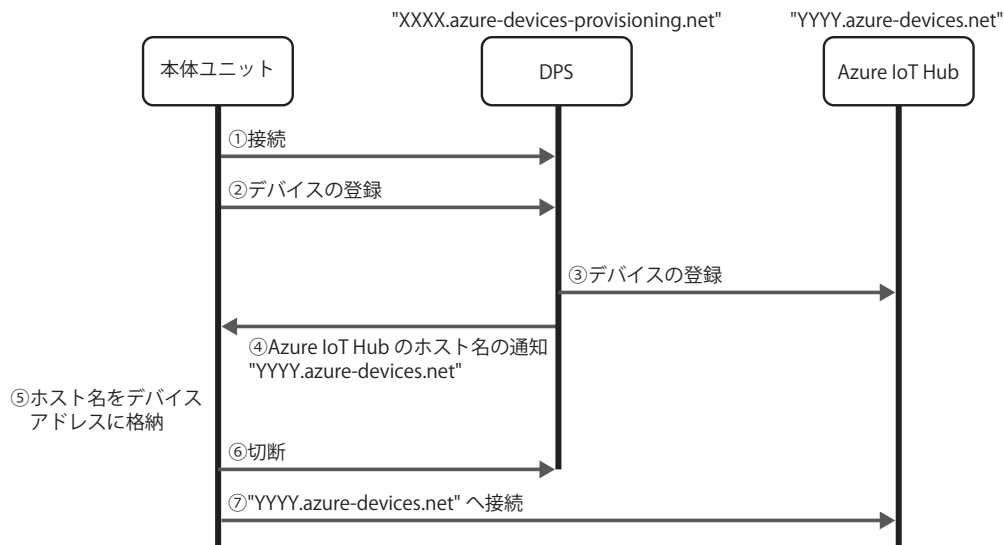 "XXXX.azure-devices-provisioning.net"
"YYYY.azure-devices.net"
本体ユニット
DPS
Azure IoT Hub
①接続
②デバイスの登録
③デバイスの登録
④Azure IoT Hub のホスト名の通知
"YYYY.azure-devices.net"
⑤ホスト名をデバイス
アドレスに格納
⑥切断
⑦"YYYY.azure-devices.net" へ接続